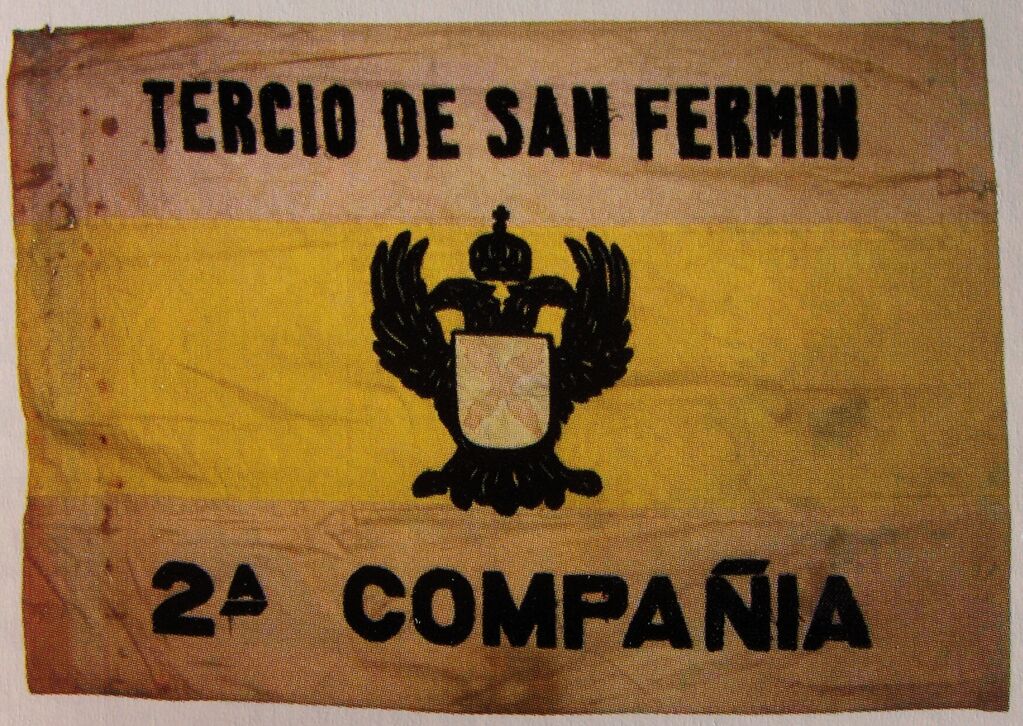 TERCIO DE SAN FERMIN
2ª COMPAÑIA